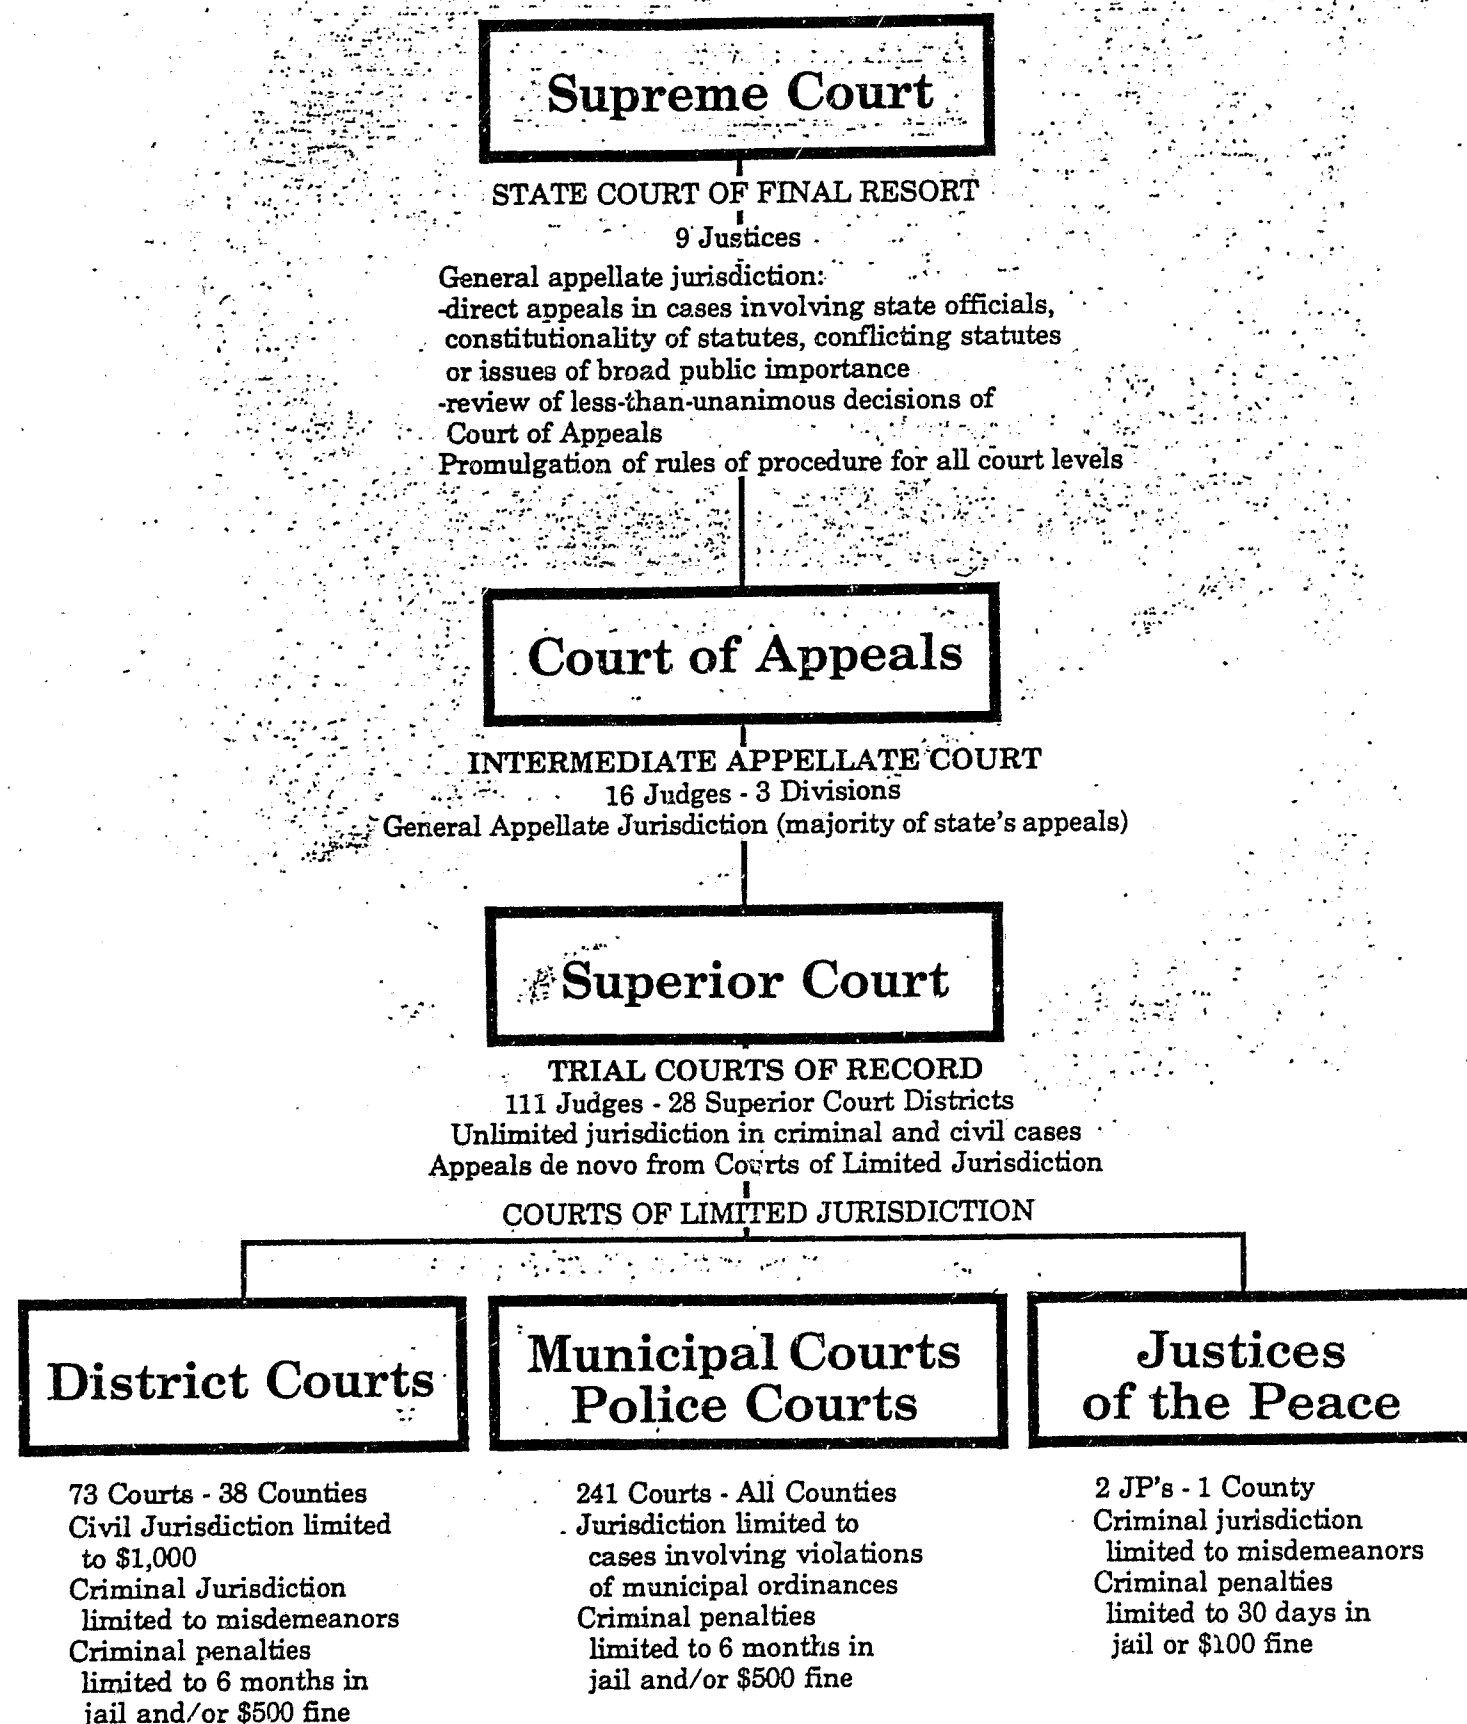 Supreme Court
STATE COURT OF FINAL RESORT
9 Justices
General appellate jurisdiction:
-direct appeals in cases involving state officials,
constitutionality of statutes, conflicting statutes
or issues of broad public importance
-review of less-than-unanimous decisions of
Court of Appeals
Promulgation of rules of procedure for all court levels
Court of Appeals
INTERMEDIATE APPELLATE COURT
16 Judges - 3 Divisions
General Appellate Jurisdiction (majority of state's appeals)
Superior Court
TRIAL COURTS OF RECORD
111 Judges - 28 Superior Court Districts
Unlimited jurisdiction in criminal and civil cases
Appeals de novo from Courts of Limited Jurisdiction
COURTS OF LIMITED JURISDICTION
District Courts
73 Courts - 38 Counties
Civil Jurisdiction limited
to $1,000
Criminal Jurisdiction
limited to misdemeanors
Criminal penalties
limited to 6 months in
jail and/or $500 fine
Municipal Courts
Police Courts
241 Courts - All Counties
Jurisdiction limited to
cases involving violations
of municipal ordinances
Criminal penalties
limited to 6 months in
jail and/or $500 fine
Justices
of the Peace
2 JP's - 1 County
Criminal jurisdiction
limited to misdemeanors
Criminal penalties
limited to 30 days in
jail or $100 fine